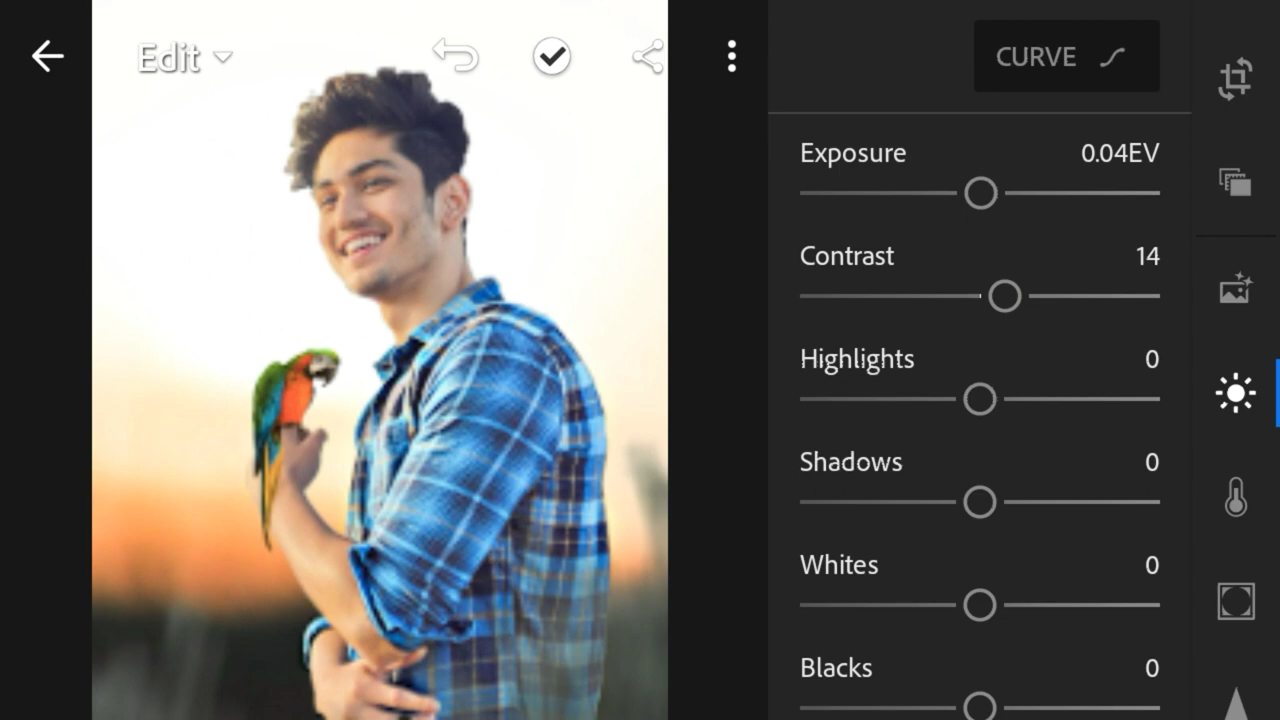 Edit
CURVE
Exposure 0.04EV
Contrast 14
Highlights 0
Shadows 0
Whites 0
Blacks 0